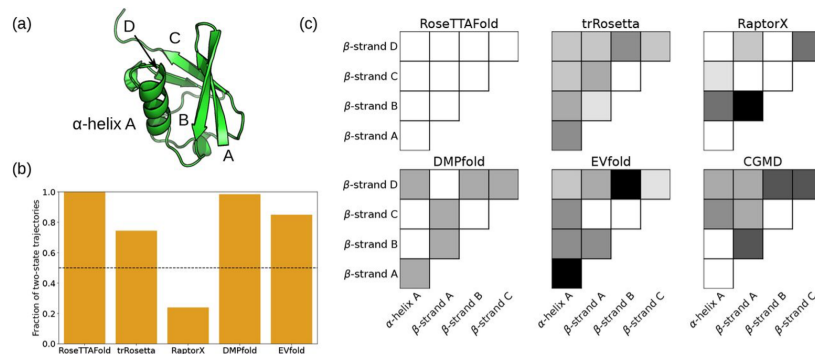 (a)
D
C
α-helix A
B
A
(b)
Fraction of two-state trajectories
1.0
0.8
0.6
0.4
0.2
0.0
RoseTTAFold trRosetta RaptorX DMPfold EVfold
(c)
RoseTTAFold trRosetta RaptorX
β-strand D
β-strand C
β-strand B
β-strand A
DMPfold EVfold CGMD
β-strand D
β-strand C
β-strand B
β-strand A
α-helix A β-strand A β-strand B β-strand C α-helix A β-strand A β-strand B β-strand C α-helix A β-strand A β-strand B β-strand C